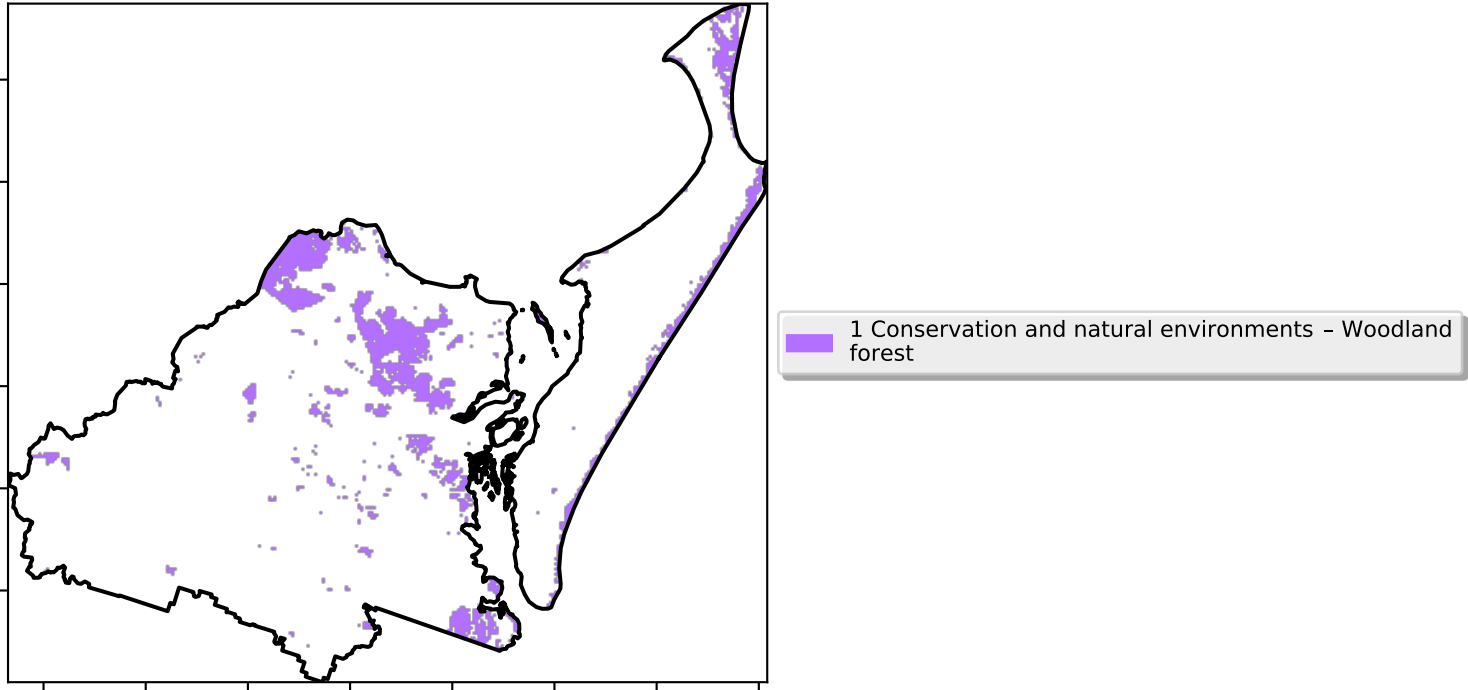 1 Conservation and natural environments – Woodland
forest